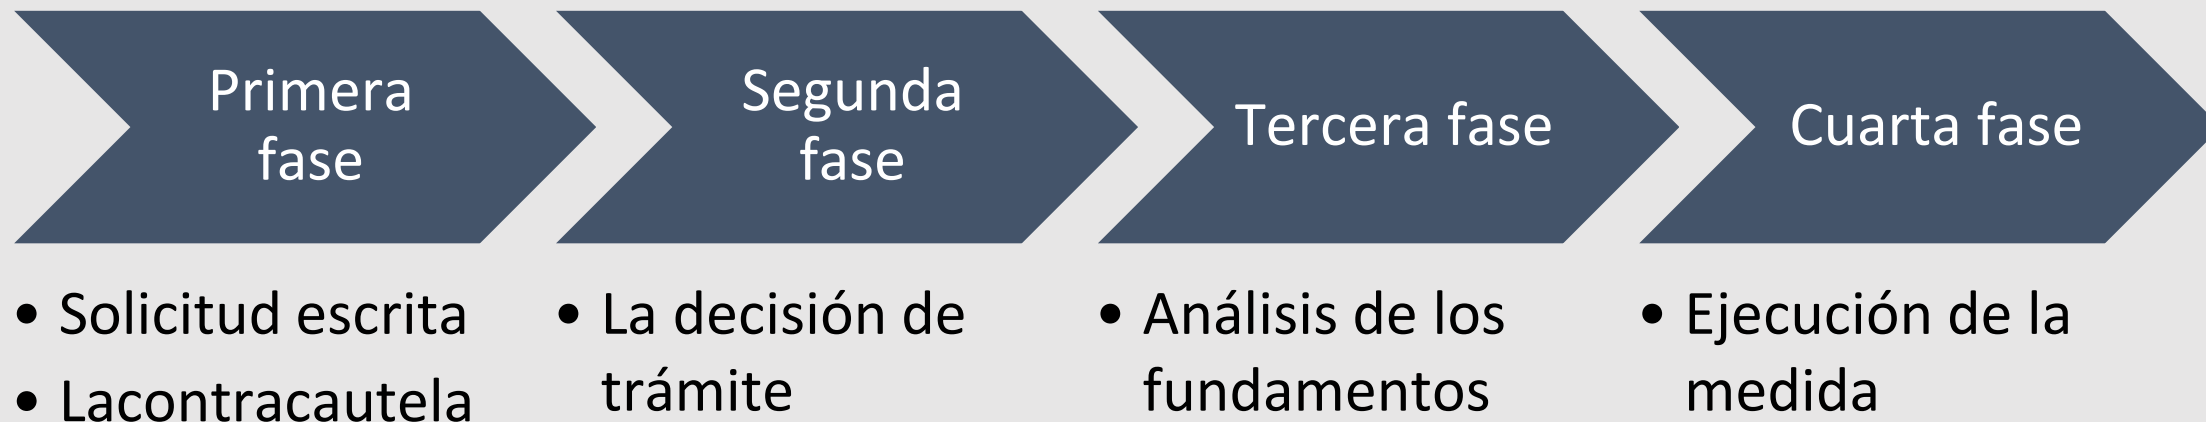 Primera
fase
Segunda
fase
Tercera fase
Cuarta fase
• Solicitud escrita
• Lacontracautela
• La decisión de
trámite
• Análisis de los
fundamentos
• Ejecución de la
medida